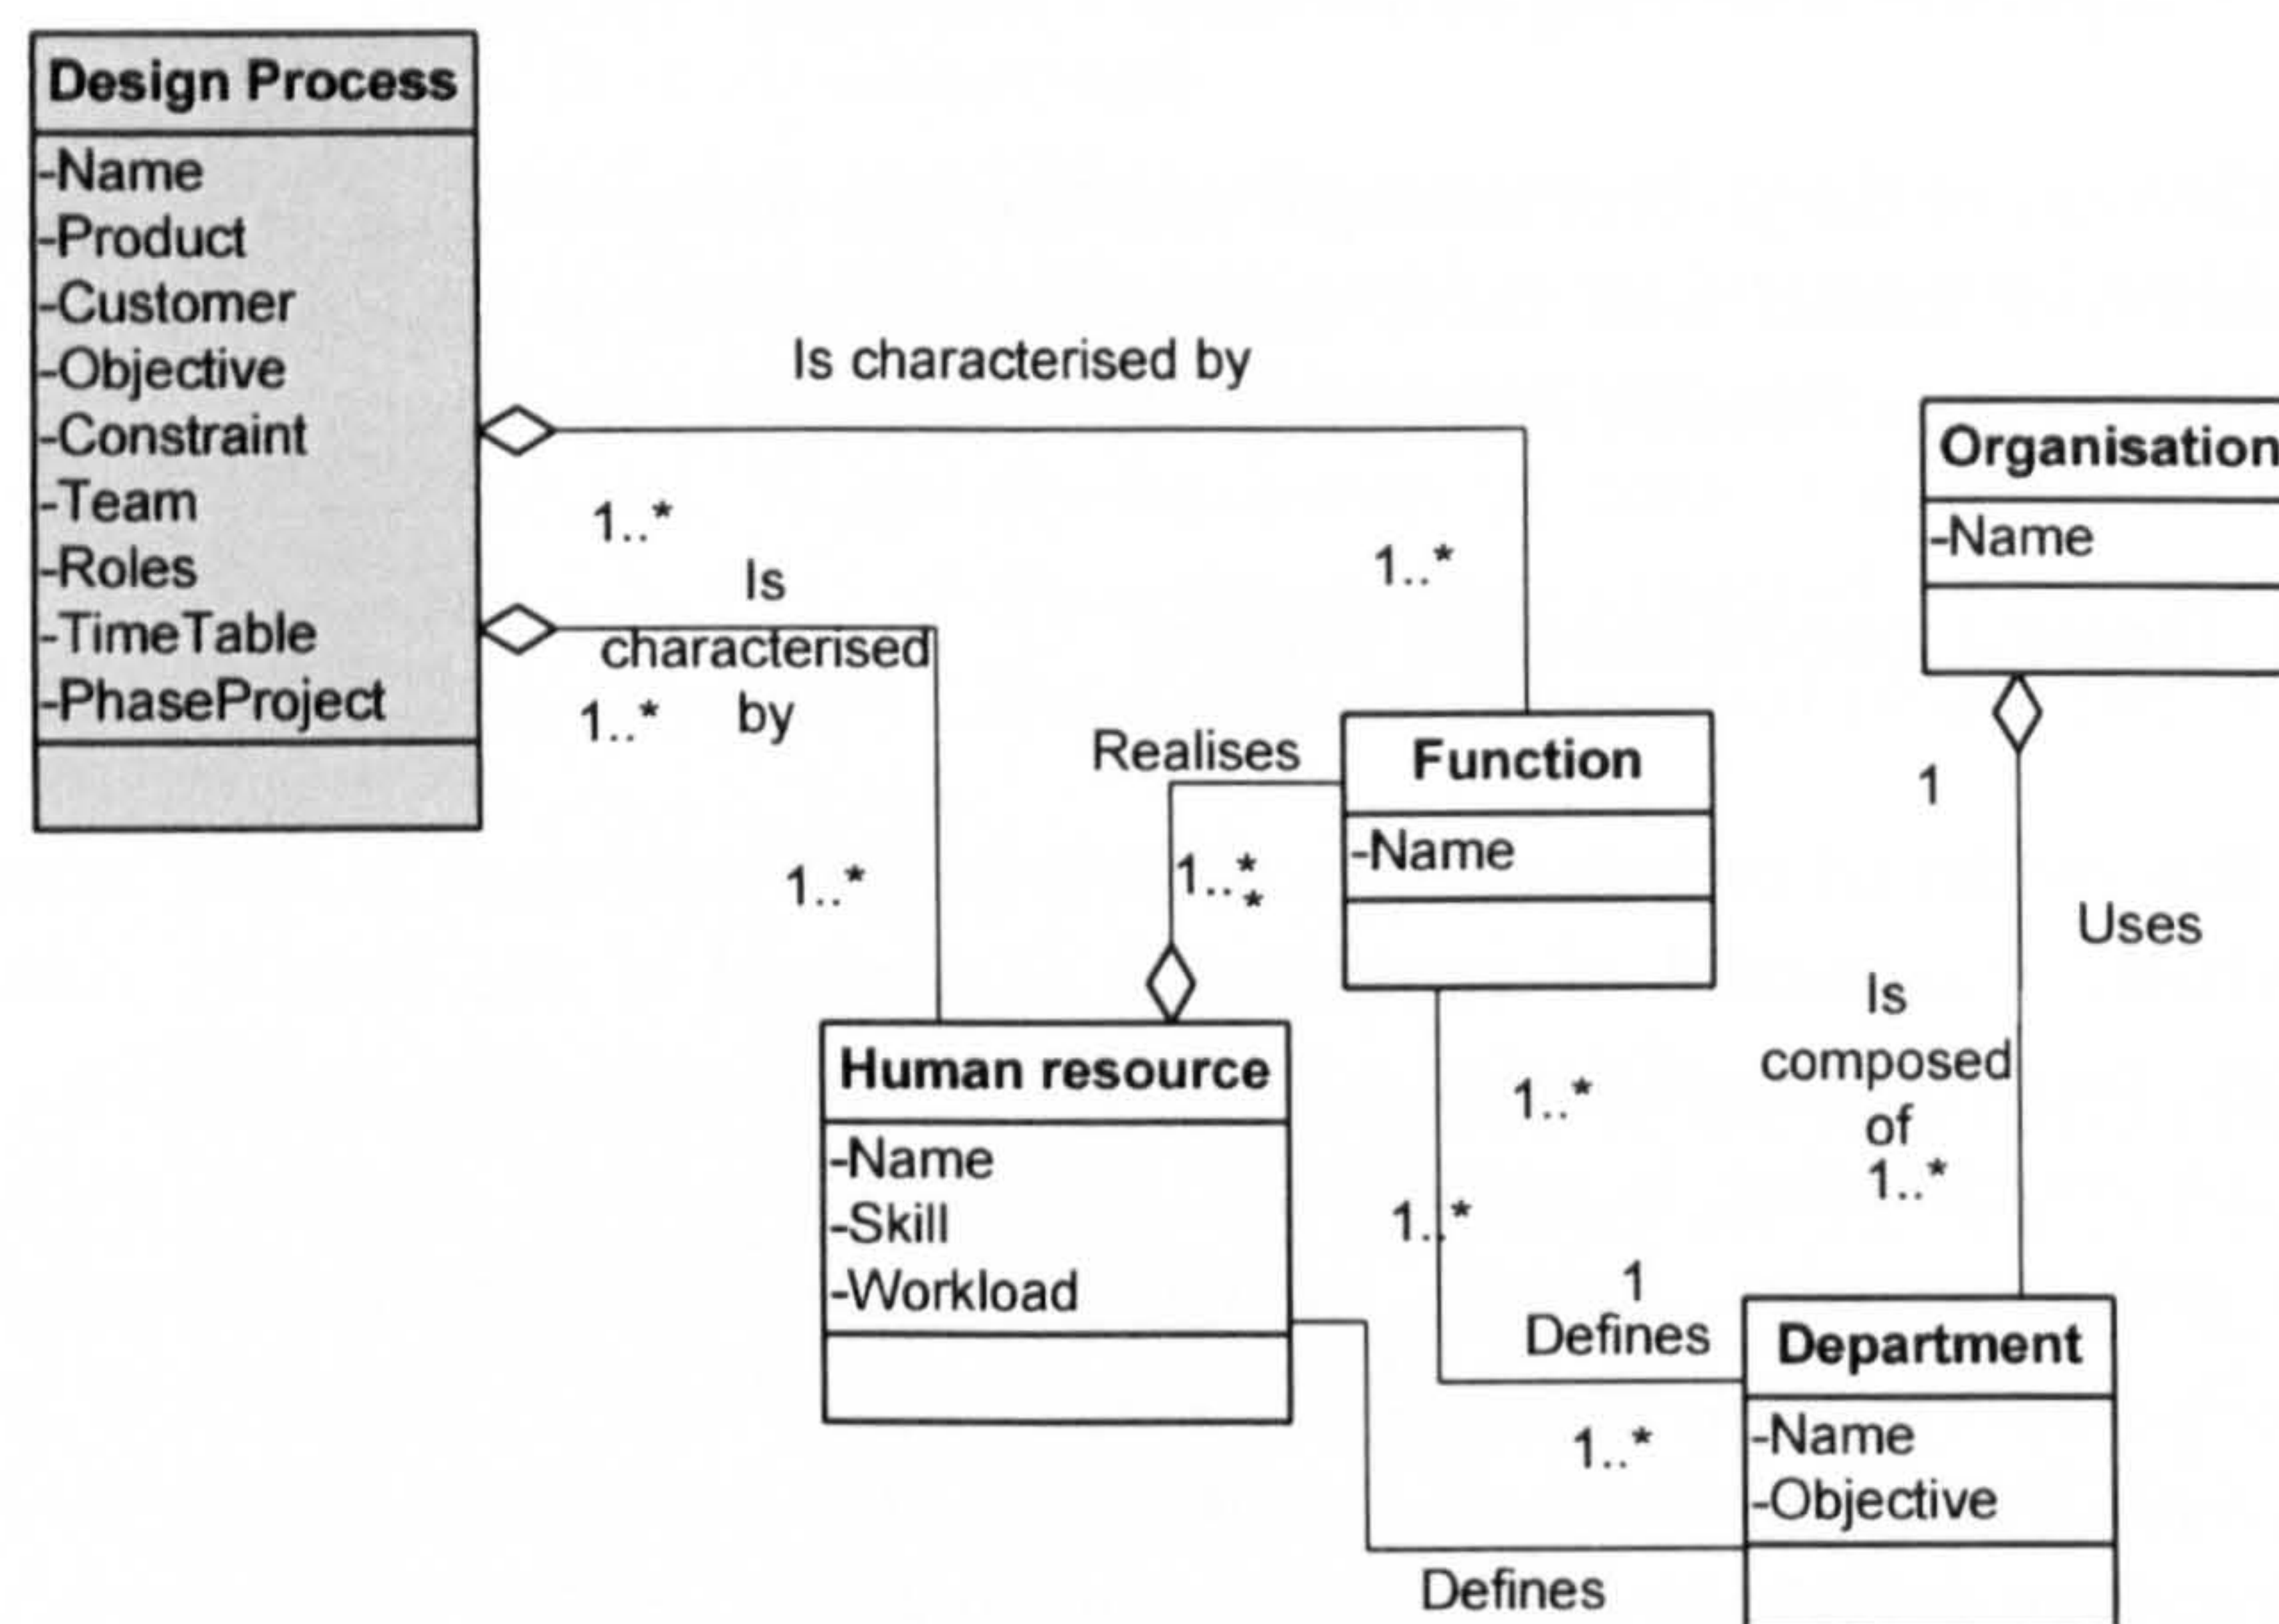 Design Process
-Name
-Product
-Customer
-Objective
-Constraint
-Team
-Roles
-TimeTable
-PhaseProject
Is characterised by
1..*
1..*
Is
characterised
by
1..*
1..*
Realises
1..*
*
Function
-Name
Human resource
-Name
-Skill
-Workload
Organisation
-Name
1
Uses
Is
composed
of
1..*
1..*
1..*
1
Defines
1..*
Department
-Name
-Objective
Defines